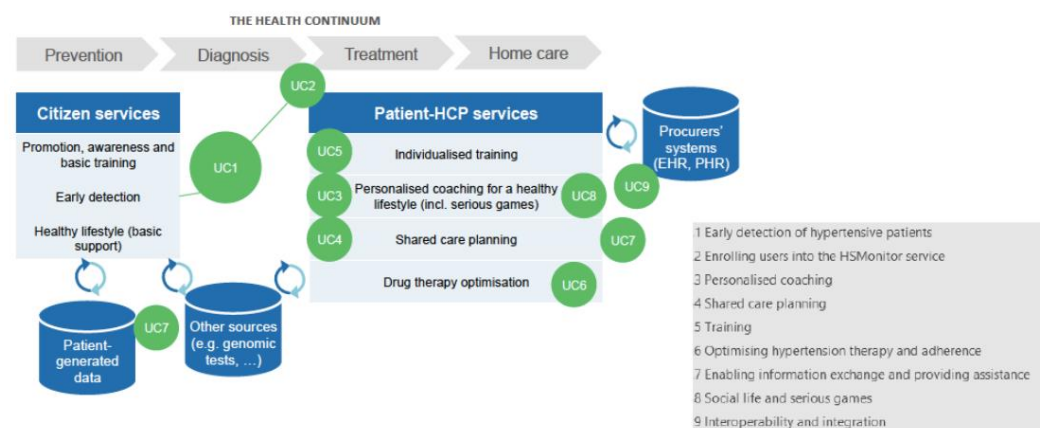 THE HEALTH CONTINUUM
Prevention
Diagnosis
Treatment
Home care
UC2
Citizen services
Promotion, awareness and
basic training
Early detection
Healthy lifestyle (basic
support)
UC1
Patient-HCP services
UC5
Individualised training
UC3
Personalised coaching for a healthy
lifestyle (incl. serious games)
UC8
UC4
Shared care planning
UC7
Drug therapy optimisation
UC6
Procurers'
systems
(EHR, PHR)
UC9
Patient-
generated
data
UC7
Other sources
(e.g. genomic
tests, ...)
1 Early detection of hypertensive patients
2 Enrolling users into the HSMonitor service
3 Personalised coaching
4 Shared care planning
5 Training
6 Optimising hypertension therapy and adherence
7 Enabling information exchange and providing assistance
8 Social life and serious games
9 Interoperability and integration